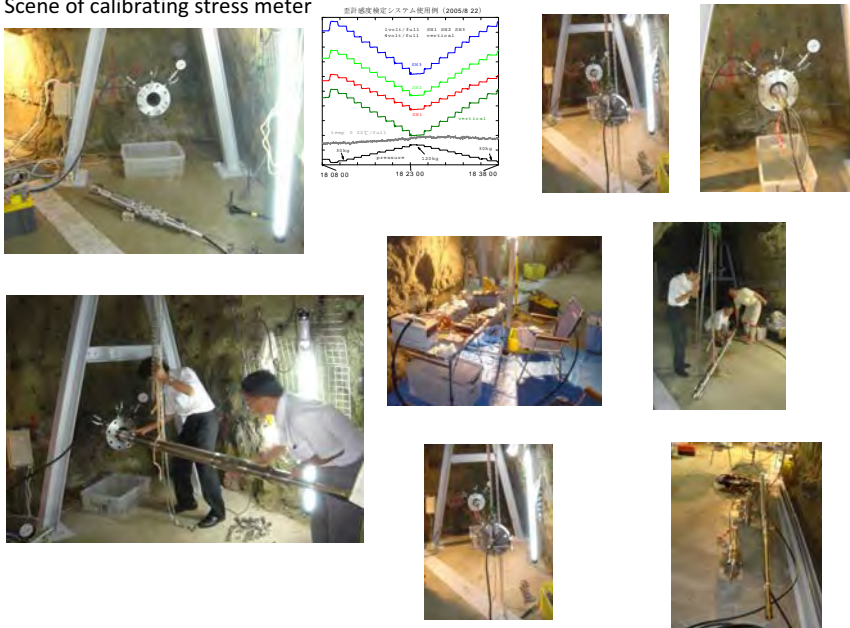 Scene of calibrating stress meter
歪計感度検定システム使用例（2005/8 22）
1volt/full SH1 SH2 SH3
4volt/full vertical
SH3
SH2
SH1
vertical
temp 0 22℃/full
30kg
pressure
120kg
30kg
18 08 00
18 23 00
18 38 00